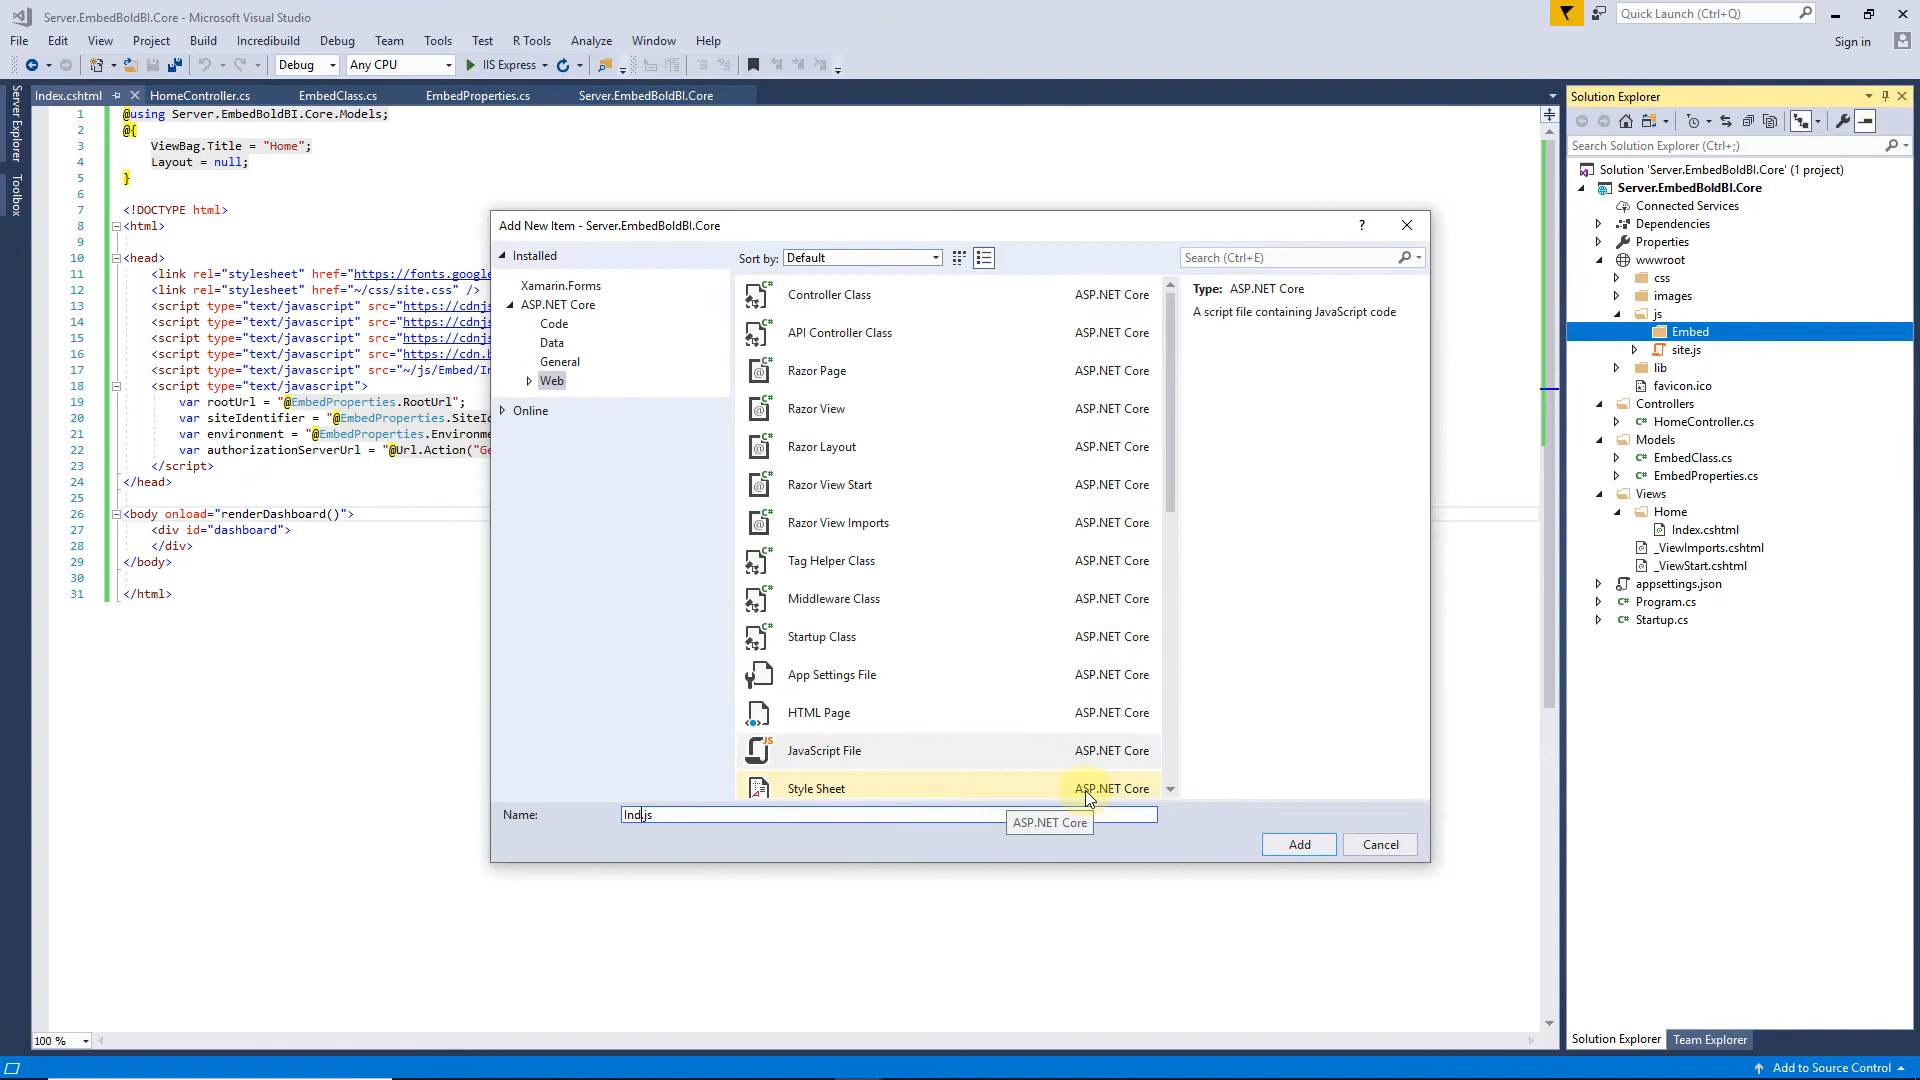 Server.EmbedBoldBI.Core - Microsoft Visual Studio
Quick Launch (Ctrl+Q)
File Edit View Project Build Incredibuild Debug Team Tools Test R Tools Analyze Window Help
Sign in
Debug Any CPU IIS Express
Server Explorer
Toolbox
Index.cshtml HomeController.cs EmbedClass.cs EmbedProperties.cs Server.EmbedBoldBI.Core
1 @using Server.EmbedBoldBI.Core.Models;
2 @{
3 ViewBag.Title = "Home";
4 Layout = null;
5 }
6
7 <!DOCTYPE html>
8 <html>
9
10 <head>
11 <link rel="stylesheet" href="https://fonts.google
12 <link rel="stylesheet" href="~/css/site.css" />
13 <script type="text/javascript" src="https://cdnjs
14 <script type="text/javascript" src="https://cdnjs
15 <script type="text/javascript" src="https://cdnjs
16 <script type="text/javascript" src="https://cdn.b
17 <script type="text/javascript" src="~/js/Embed/In
18 <script type="text/javascript">
19 var rootUrl = "@EmbedProperties.RootUrl";
20 var siteIdentifier = "@EmbedProperties.SiteId
21 var environment = "@EmbedProperties.Environme
22 var authorizationServerUrl = "@Url.Action("Ge
23 </script>
24 </head>
25
26 <body onload="renderDashboard()">
27 <div id="dashboard">
28 </div>
29 </body>
30
31 </html>
100 %
Add New Item - Server.EmbedBoldBI.Core
?
Installed
Xamarin.Forms
ASP.NET Core
Code
Data
General
Web
Online
Sort by: Default
Search (Ctrl+E)
Controller Class ASP.NET Core
API Controller Class ASP.NET Core
Razor Page ASP.NET Core
Razor View ASP.NET Core
Razor Layout ASP.NET Core
Razor View Start ASP.NET Core
Razor View Imports ASP.NET Core
Tag Helper Class ASP.NET Core
Middleware Class ASP.NET Core
Startup Class ASP.NET Core
App Settings File ASP.NET Core
HTML Page ASP.NET Core
JavaScript File ASP.NET Core
Style Sheet ASP.NET Core
Type: ASP.NET Core
A script file containing JavaScript code
Name: Ind.js
ASP.NET Core
Add Cancel
Solution Explorer
Search Solution Explorer (Ctrl+;)
Solution 'Server.EmbedBoldBI.Core' (1 project)
Server.EmbedBoldBI.Core
Connected Services
Dependencies
Properties
wwwroot
css
images
js
Embed
site.js
lib
favicon.ico
Controllers
HomeController.cs
Models
EmbedClass.cs
EmbedProperties.cs
Views
Home
Index.cshtml
_ViewImports.cshtml
_ViewStart.cshtml
appsettings.json
Program.cs
Startup.cs
Solution Explorer Team Explorer
Add to Source Control